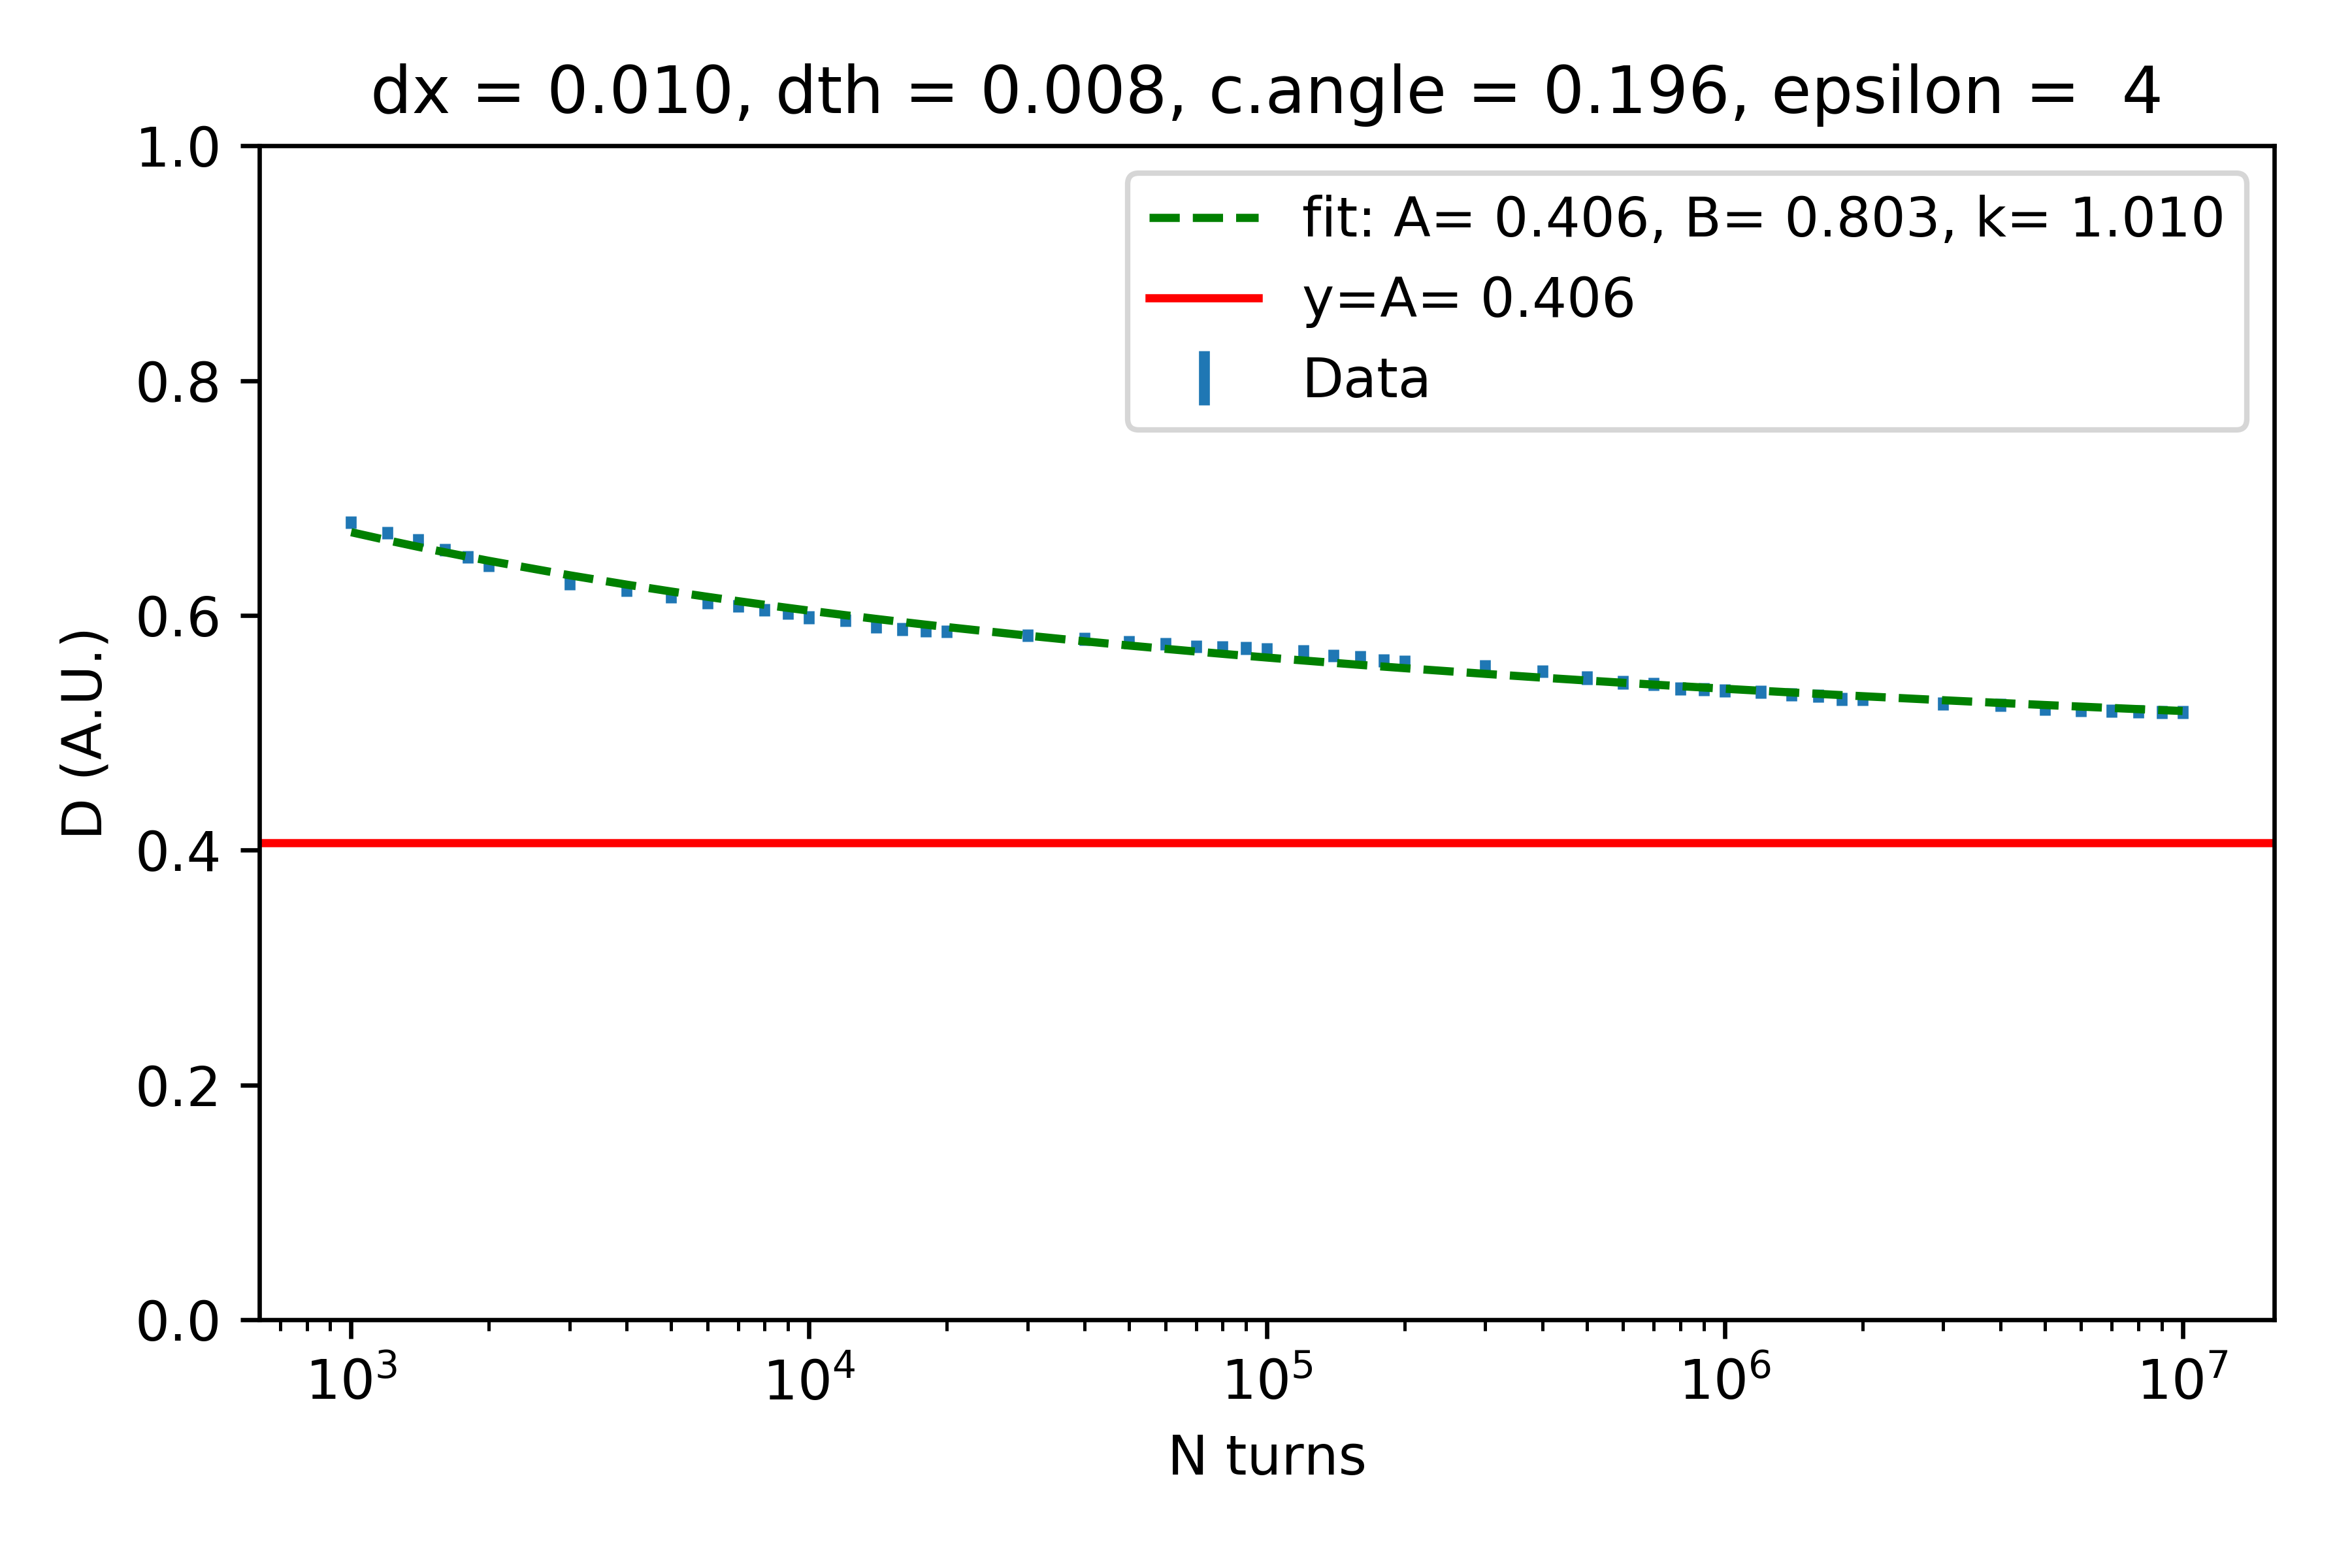 dx = 0.010, dth = 0.008, c.angle = 0.196, epsilon =  4
1.0
0.8
0.6
0.4
0.2
0.0
D (A.U.)
fit: A= 0.406, B= 0.803, k= 1.010
y=A= 0.406
Data
10³
10⁴
10⁵
10⁶
10⁷
N turns